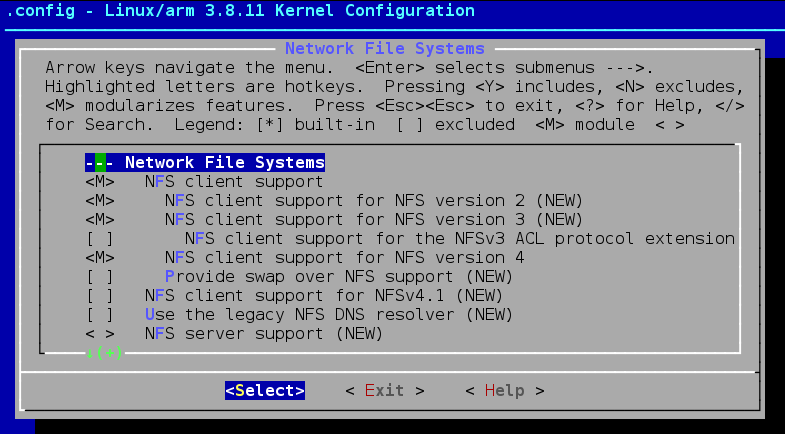 .config - Linux/arm 3.8.11 Kernel Configuration
Network File Systems
Arrow keys navigate the menu.  <Enter> selects submenus --->.
Highlighted letters are hotkeys.  Pressing <Y> includes, <N> excludes,
<M> modularizes features.  Press <Esc><Esc> to exit, <?> for Help, </>
for Search.  Legend: [*] built-in  [ ] excluded  <M> module  < >
--- Network File Systems
<M>   NFS client support
<M>     NFS client support for NFS version 2 (NEW)
<M>     NFS client support for NFS version 3 (NEW)
[ ]       NFS client support for the NFSv3 ACL protocol extension
<M>     NFS client support for NFS version 4
[ ]     Provide swap over NFS support (NEW)
[ ]   NFS client support for NFSv4.1 (NEW)
[ ]   Use the legacy NFS DNS resolver (NEW)
< >   NFS server support (NEW)
↓(+)
<Select>    < Exit >    < Help >